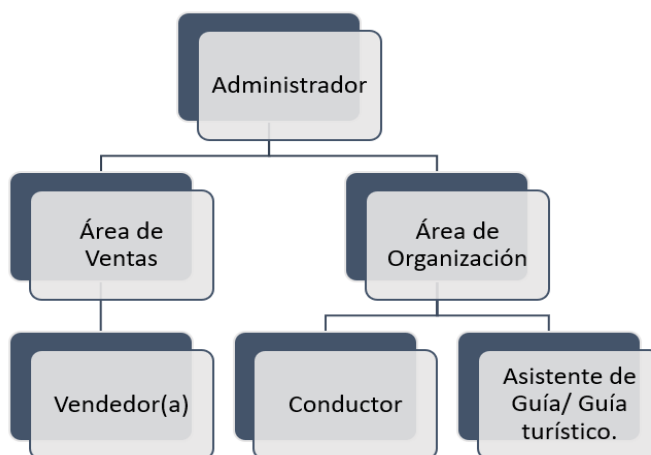 Administrador
Área de
Ventas
Área de
Organización
Vendedor(a)
Conductor
Asistente de
Guía/ Guía
turístico.